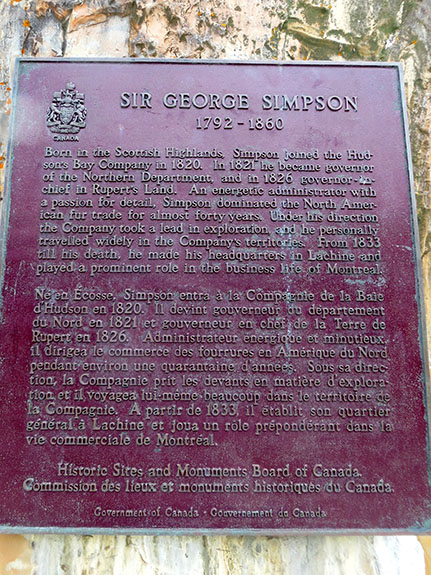 CANADA
SIR GEORGE SIMPSON
1792 - 1860
Born in the Scottish Highlands, Simpson joined the Hud-
son's Bay Company in 1820. In 1821 he became governor
of the Northern Department, and in 1826 governor-in-
chief in Rupert's Land. An energetic administrator with
a passion for detail, Simpson dominated the North Amer-
ican fur trade for almost forty years. Under his direction
the Company took a lead in exploration, and he personally
travelled widely in the Company's territories. From 1833
till his death, he made his headquarters in Lachine and
played a prominent role in the business life of Montreal.
Né en Écosse, Simpson entra à la Compagnie de la Baie
d'Hudson en 1820. Il devint gouverneur du département
du Nord en 1821 et gouverneur en chef de la Terre de
Rupert en 1826. Administrateur énergique et minutieux,
il dirigea le commerce des fourrures en Amérique du Nord
pendant environ une quarantaine d'années. Sous sa direc-
tion, la Compagnie prit les devants en matière d'explora-
tion et il voyagea lui-même beaucoup dans le territoire de
la Compagnie. À partir de 1833, il établit son quartier
général à Lachine et joua un rôle prépondérant dans la
vie commerciale de Montréal.
Historic Sites and Monuments Board of Canada.
Commission des lieux et monuments historiques du Canada.
Government of Canada - Gouvernement du Canada